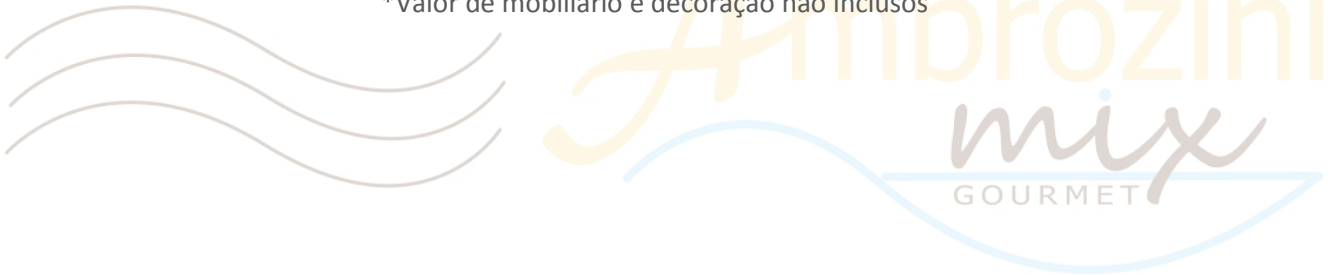 *Valor de mobiliário e decoração não inclusos
Ambrozini
mix
GOURMET